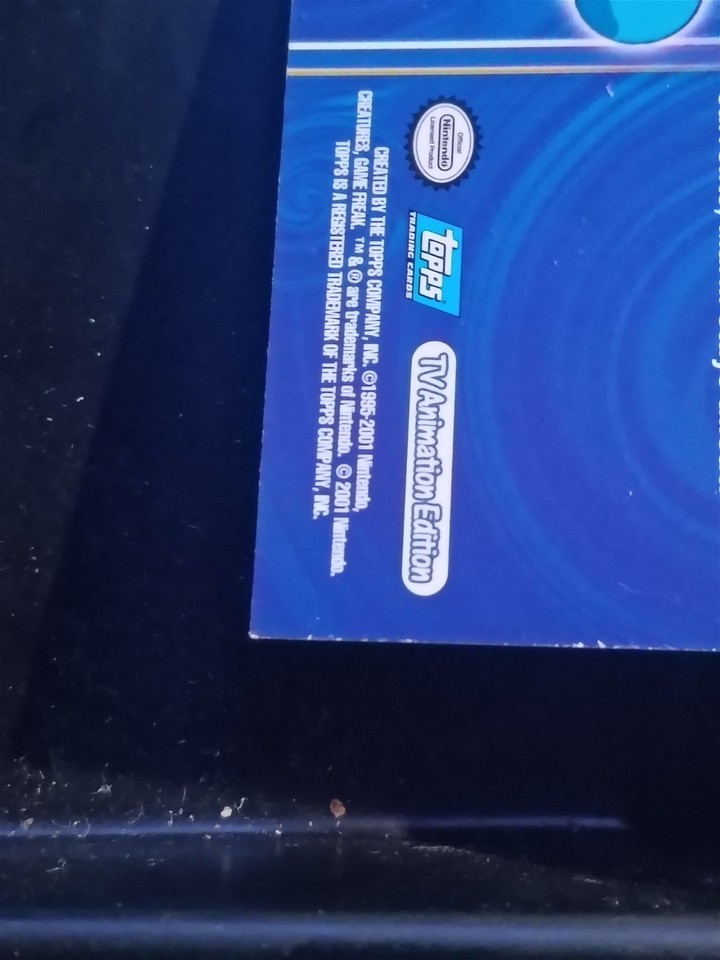 Official
Nintendo
Licensed Product
topps
TRADING CARDS
TV Animation Edition
CREATED BY THE TOPPS COMPANY, INC. ©1995-2001 Nintendo,
CREATURES, GAME FREAK. TM & ® are trademarks of Nintendo. © 2001 Nintendo.
TOPPS IS A REGISTERED TRADEMARK OF THE TOPPS COMPANY, INC.